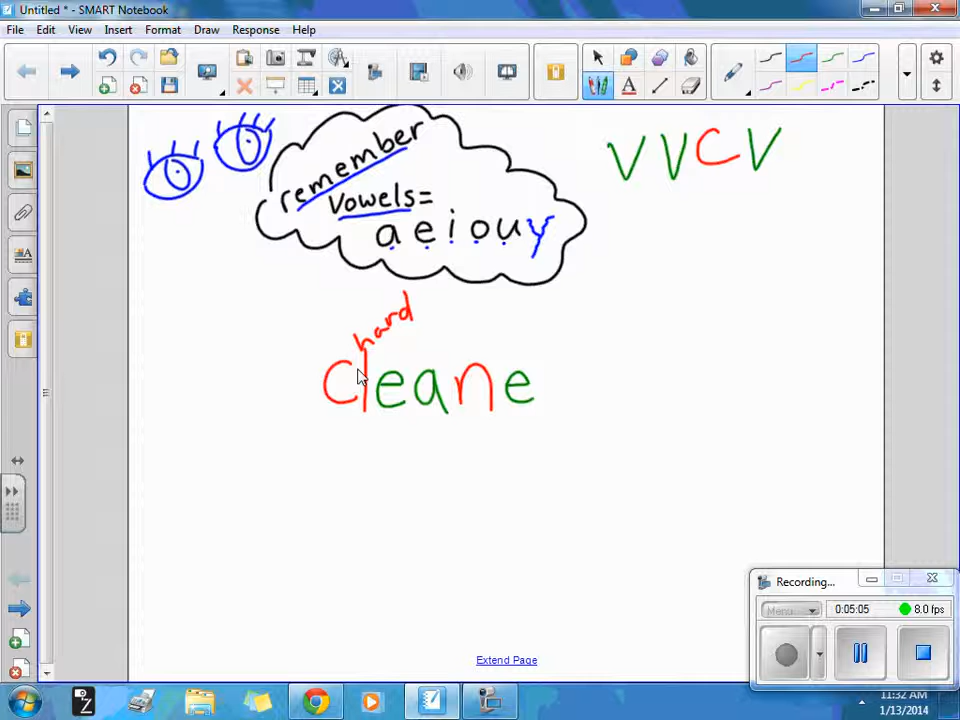 Untitled * - SMART Notebook
File Edit View Insert Format Draw Response Help
remember
Vowels=
a e i o u y
V V C V
hard
cleane
Extend Page
Recording...
Menu
0:05:05
8.0 fps
11:32 AM
1/13/2014